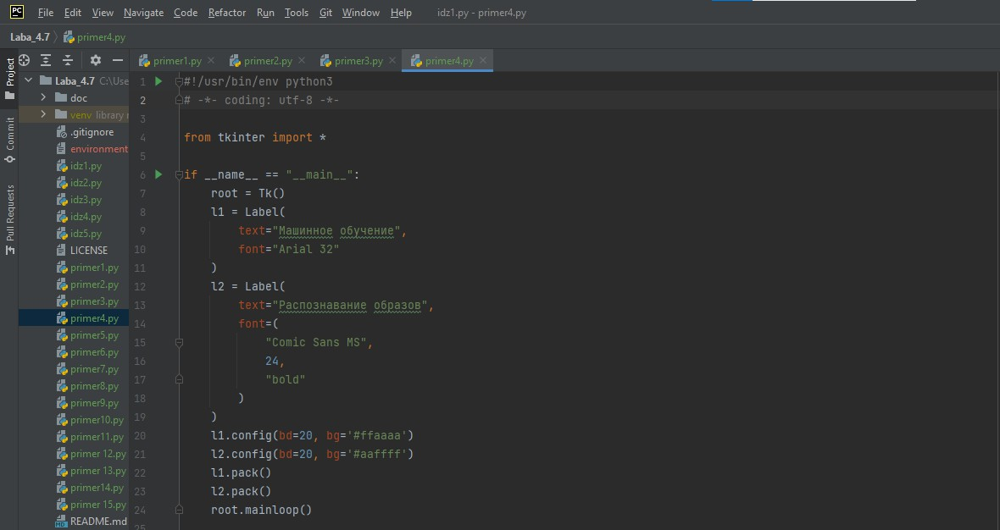 PC File Edit View Navigate Code Refactor Run Tools Git Window Help idz1.py - primer4.py
Laba_4.7 primer4.py
primer1.py primer2.py primer3.py primer4.py
Project
Commit
Pull Requests
Laba_4.7 C:\Use
doc
venv library r
.gitignore
environment
idz1.py
idz2.py
idz3.py
idz4.py
idz5.py
LICENSE
primer1.py
primer2.py
primer3.py
primer4.py
primer5.py
primer6.py
primer7.py
primer8.py
primer9.py
primer10.py
primer11.py
primer 12.py
primer 13.py
primer14.py
primer 15.py
README.md
1 #!/usr/bin/env python3
2 # -*- coding: utf-8 -*-
3
4 from tkinter import *
5
6 if __name__ == "__main__":
7 root = Tk()
8 l1 = Label(
9 text="Машинное обучение",
10 font="Arial 32"
11 )
12 l2 = Label(
13 text="Распознавание образов",
14 font=(
15 "Comic Sans MS",
16 24,
17 "bold"
18 )
19 )
20 l1.config(bd=20, bg='#ffaaaa')
21 l2.config(bd=20, bg='#aaffff')
22 l1.pack()
23 l2.pack()
24 root.mainloop()
25